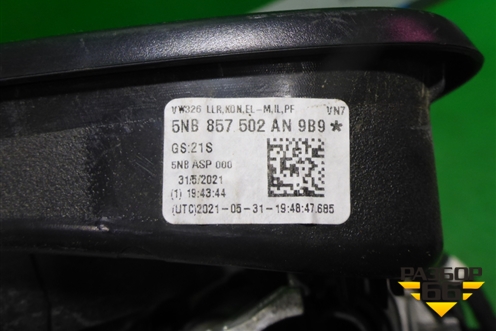 VW326 LLR,KON,EL-M,IL,PF VN7
5NB 857 502 AN 9B9 *
GS:21S
5NB ASP 000
31/5/2021
(1) 19:43:44
(UTC)2021-05-31-19:48:47.685
РАЗБОР
66